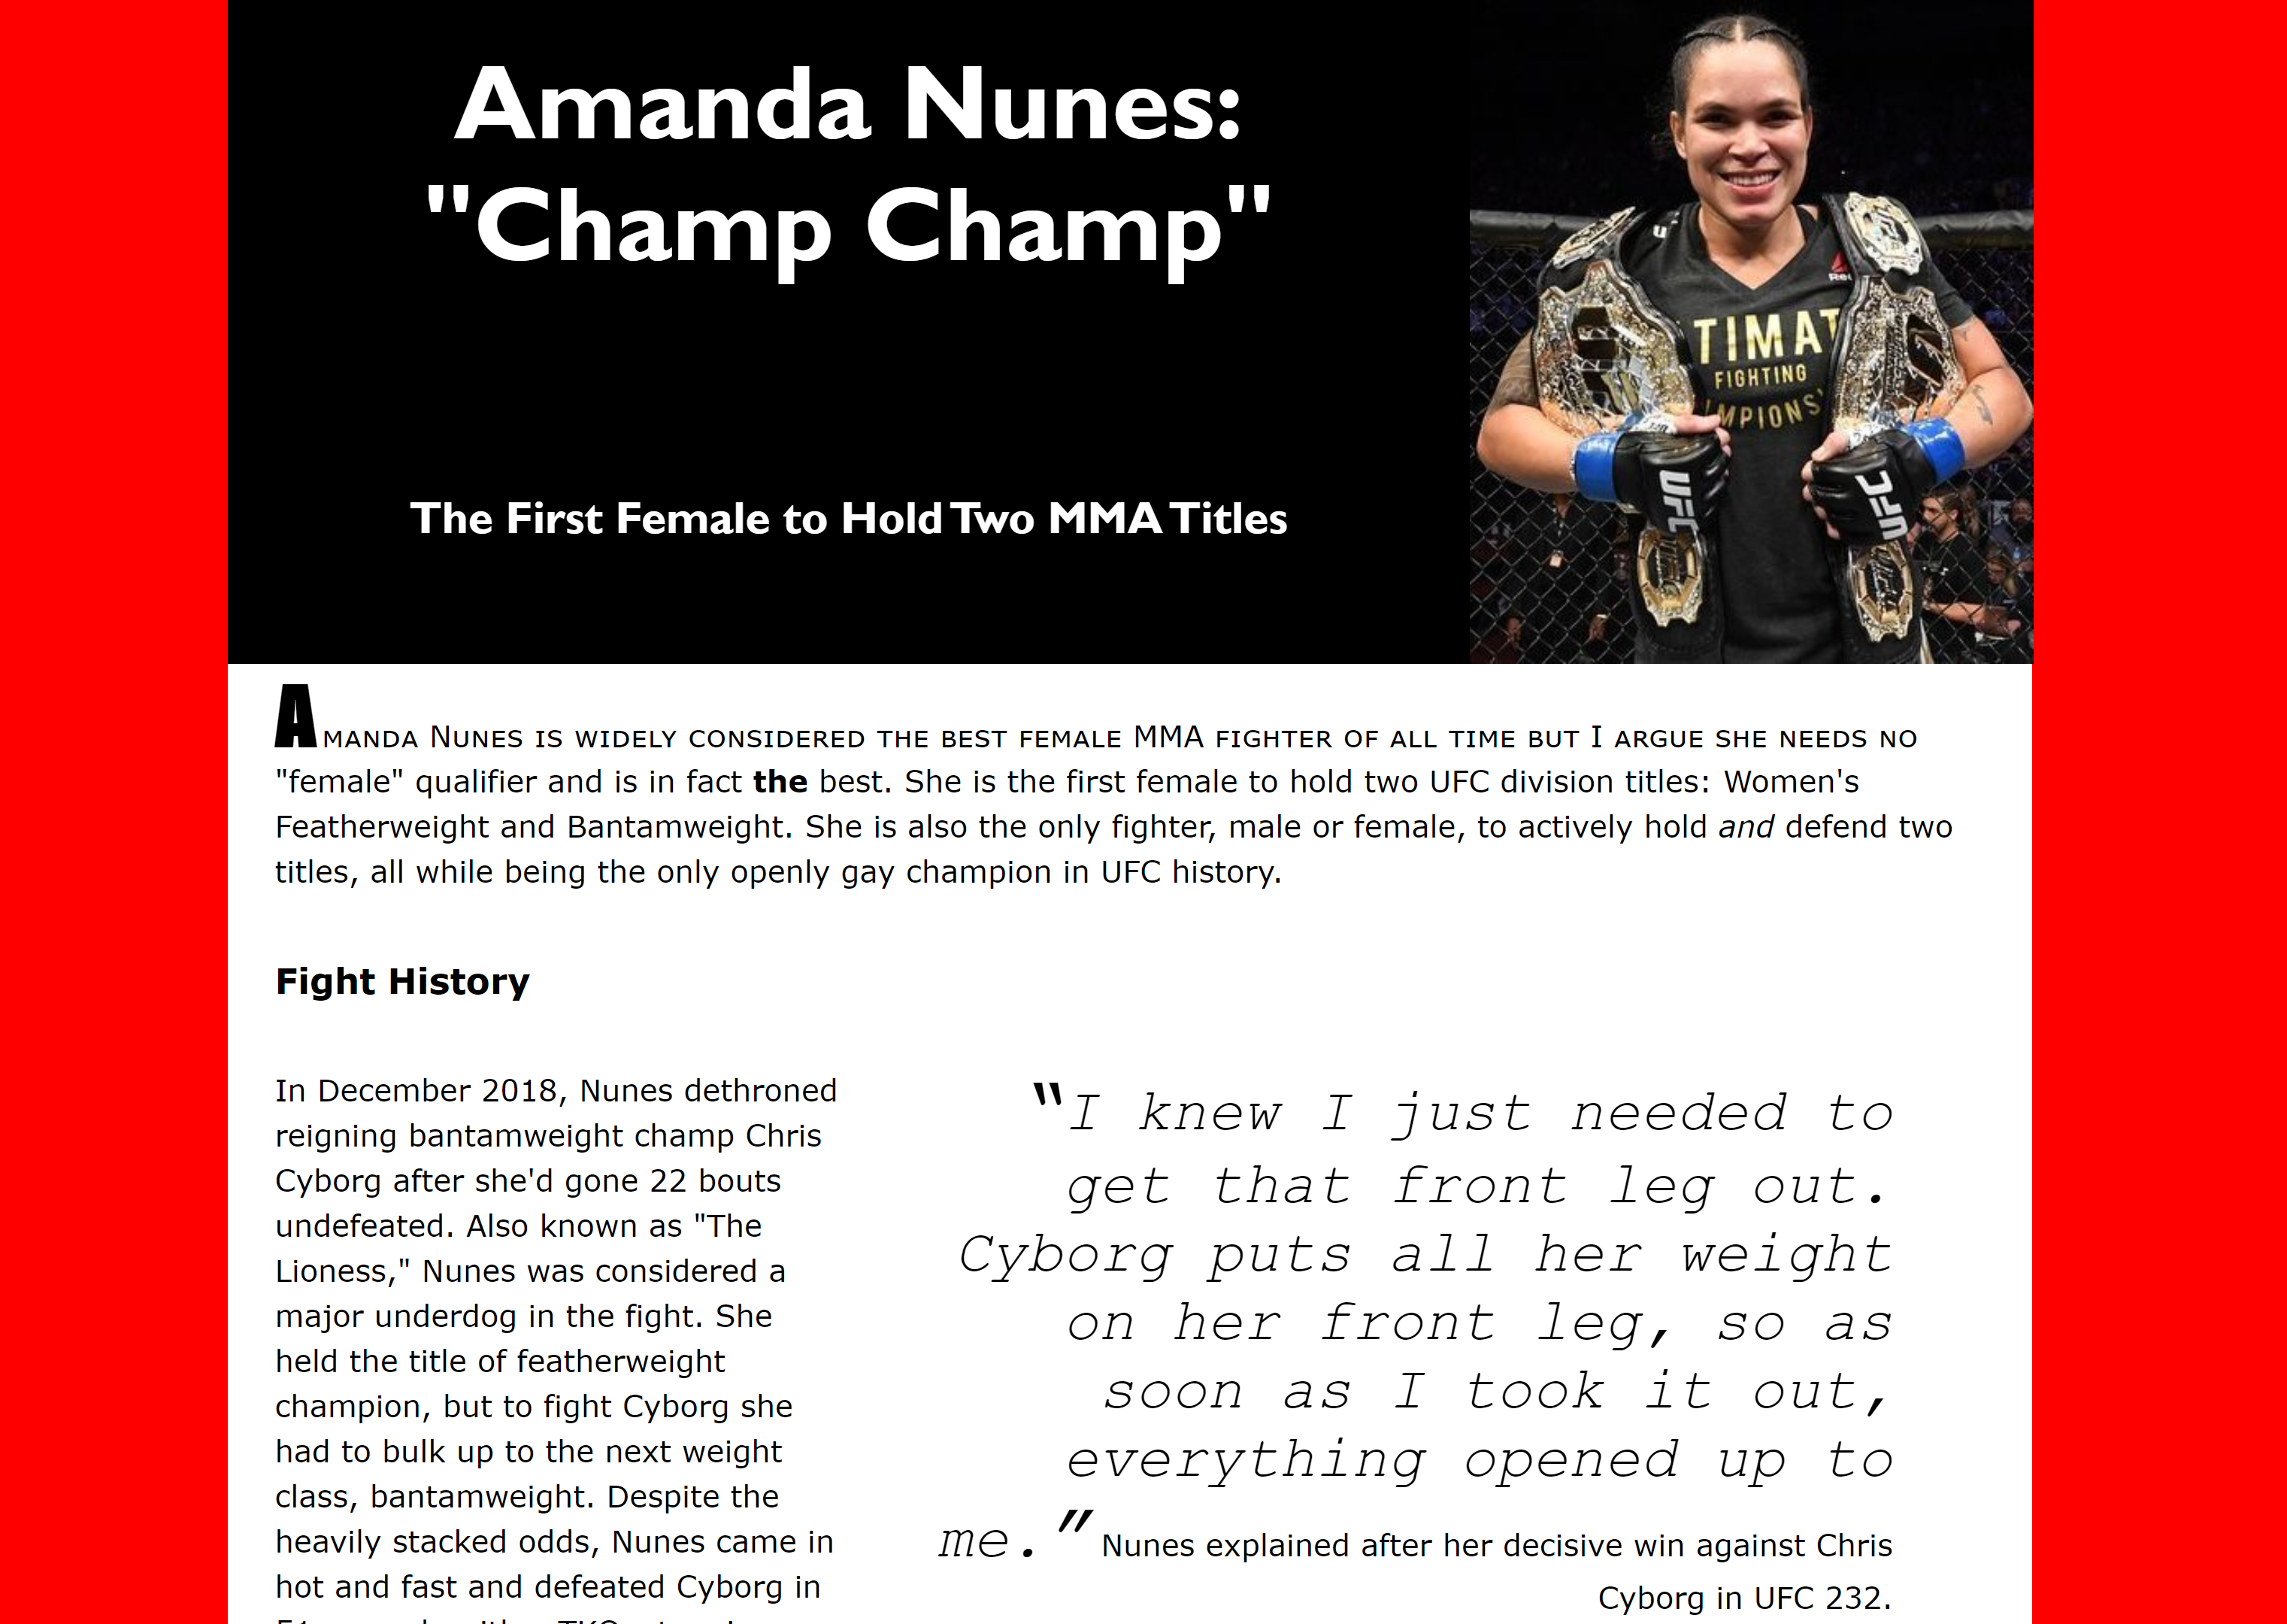 Amanda Nunes:
"Champ Champ"
The First Female to Hold Two MMA Titles
TIMAT
FIGHTING
MPIONS
UFC
UFC
Amanda Nunes is widely considered the best female MMA fighter of all time but I argue she needs no
"female" qualifier and is in fact the best. She is the first female to hold two UFC division titles: Women's
Featherweight and Bantamweight. She is also the only fighter, male or female, to actively hold and defend two
titles, all while being the only openly gay champion in UFC history.
Fight History
In December 2018, Nunes dethroned
reigning bantamweight champ Chris
Cyborg after she'd gone 22 bouts
undefeated. Also known as "The
Lioness," Nunes was considered a
major underdog in the fight. She
held the title of featherweight
champion, but to fight Cyborg she
had to bulk up to the next weight
class, bantamweight. Despite the
heavily stacked odds, Nunes came in
hot and fast and defeated Cyborg in
“I knew I just needed to
get that front leg out.
Cyborg puts all her weight
on her front leg, so as
soon as I took it out,
everything opened up to
me.” Nunes explained after her decisive win against Chris
Cyborg in UFC 232.